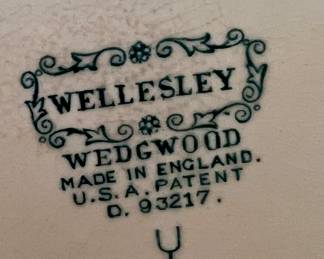 WELLESLEY
WEDGWOOD
MADE IN ENGLAND.
U.S.A. PATENT
D. 93217.